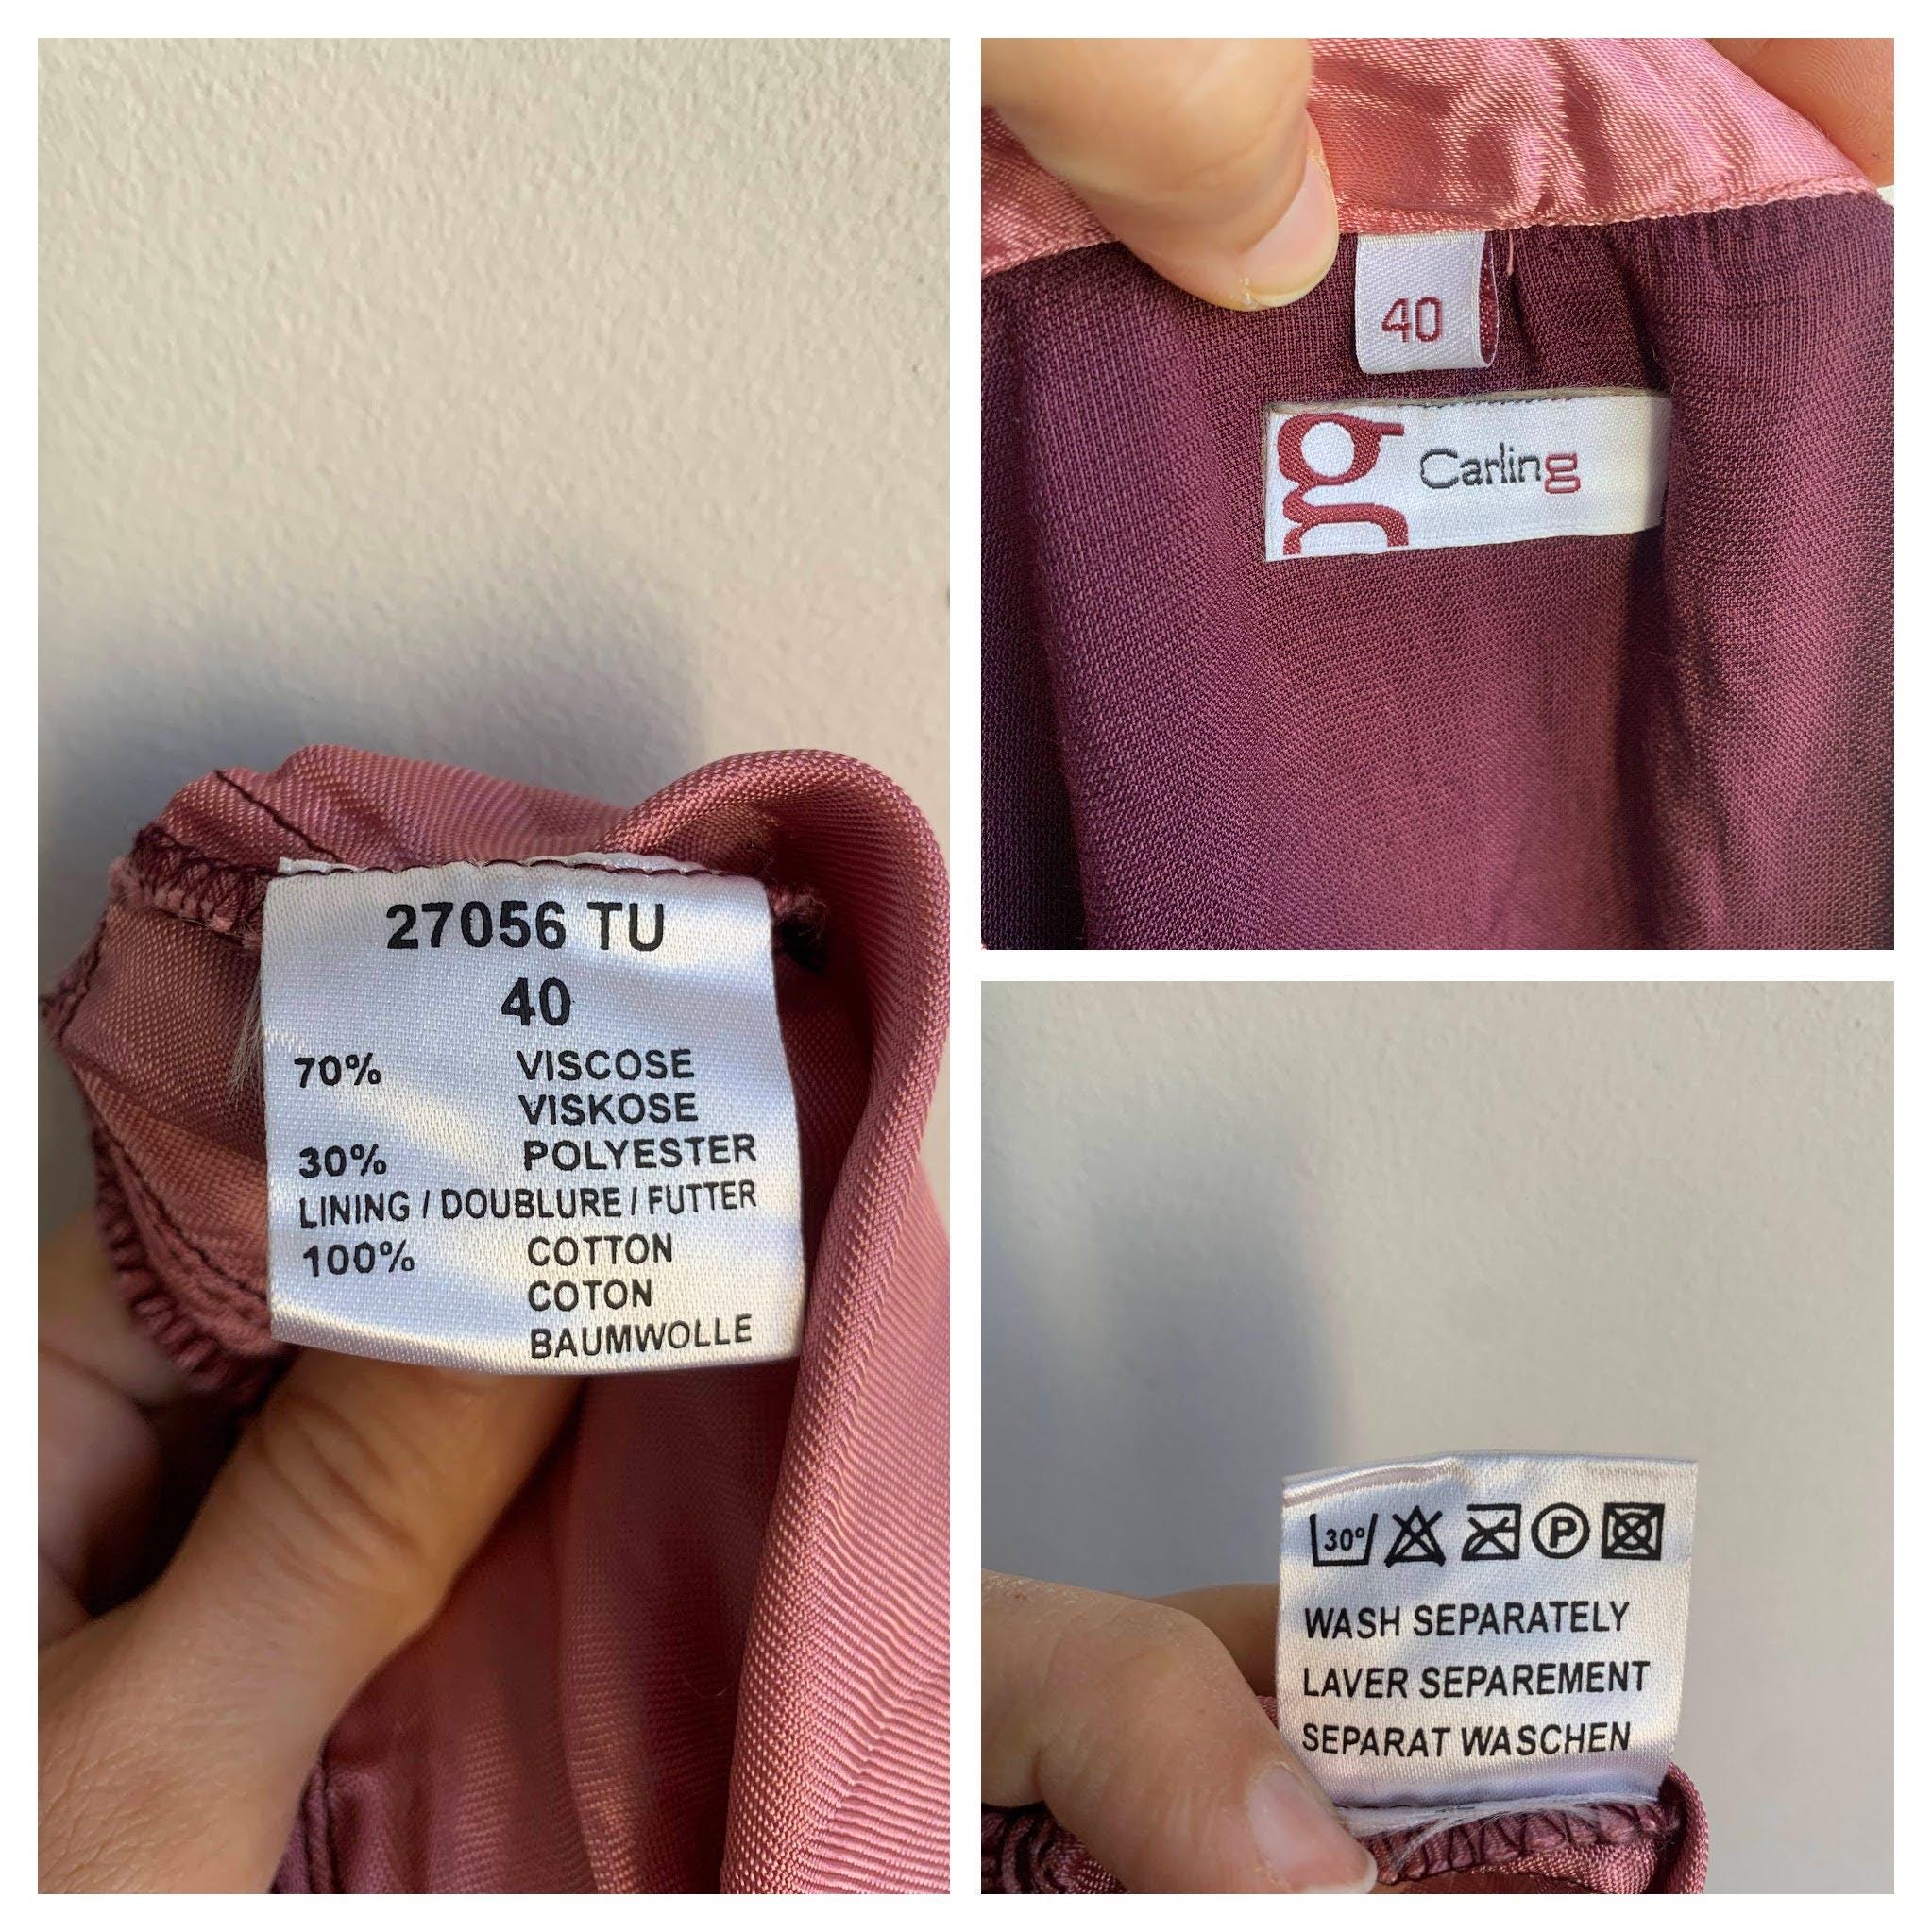 27056 TU
40
70% VISCOSE
VISKOSE
30% POLYESTER
LINING / DOUBLURE / FUTTER
100% COTTON
COTON
BAUMWOLLE
40
g Carling
30°
P
WASH SEPARATELY
LAVER SEPAREMENT
SEPARAT WASCHEN